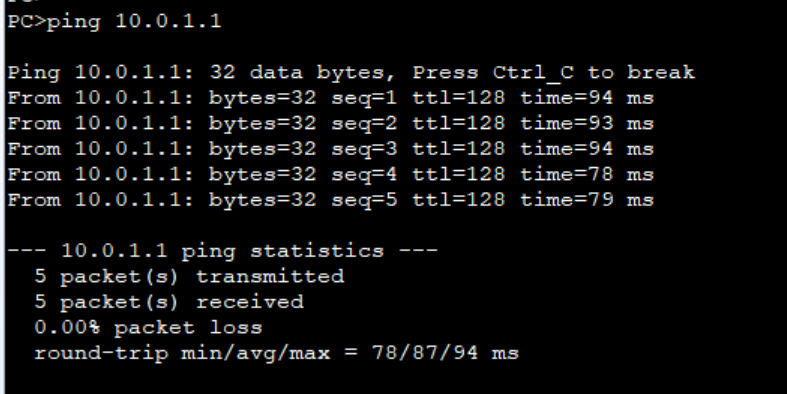 PC>ping 10.0.1.1
Ping 10.0.1.1: 32 data bytes, Press Ctrl_C to break
From 10.0.1.1: bytes=32 seq=1 ttl=128 time=94 ms
From 10.0.1.1: bytes=32 seq=2 ttl=128 time=93 ms
From 10.0.1.1: bytes=32 seq=3 ttl=128 time=94 ms
From 10.0.1.1: bytes=32 seq=4 ttl=128 time=78 ms
From 10.0.1.1: bytes=32 seq=5 ttl=128 time=79 ms
--- 10.0.1.1 ping statistics ---
5 packet(s) transmitted
5 packet(s) received
0.00% packet loss
round-trip min/avg/max = 78/87/94 ms